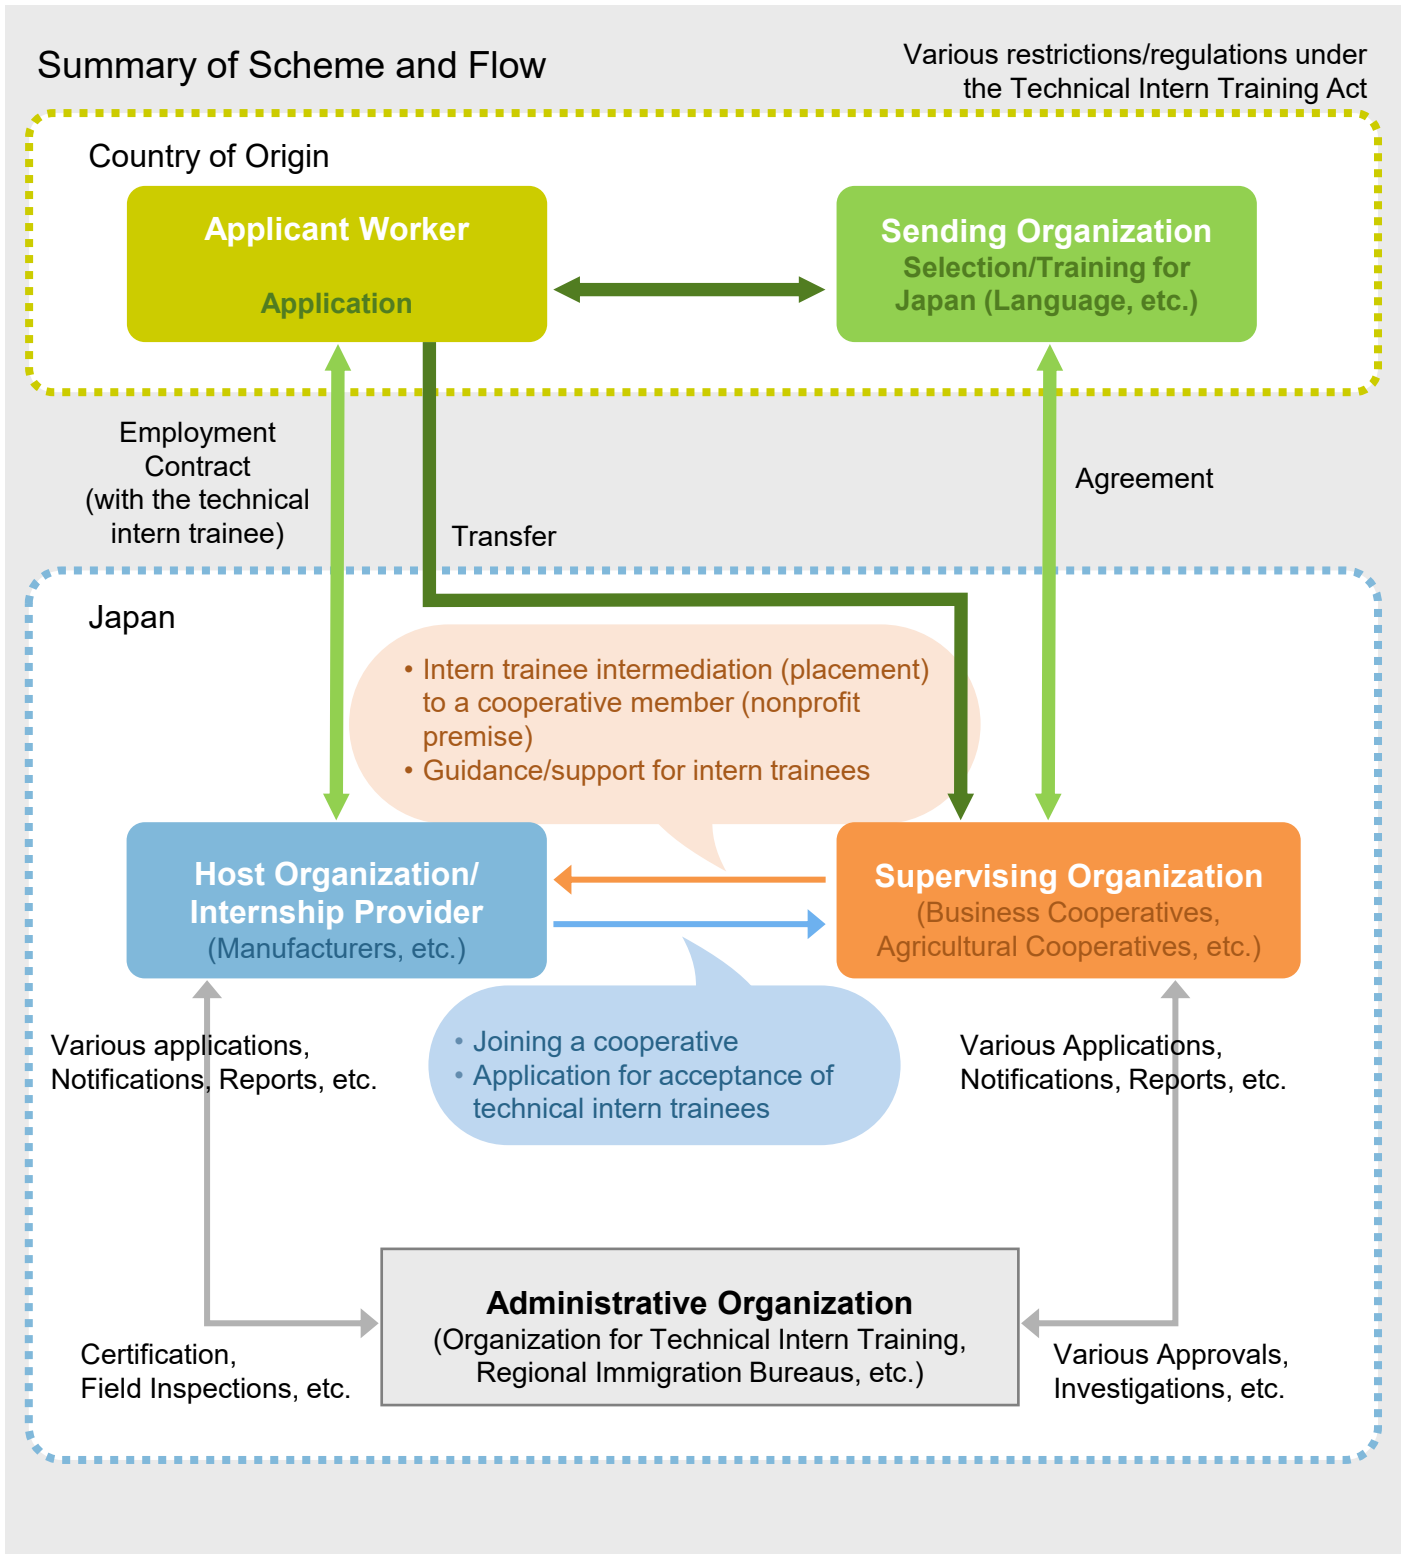 Summary of Scheme and Flow
Various restrictions/regulations under
the Technical Intern Training Act
Country of Origin
Applicant Worker
Application
Sending Organization
Selection/Training for
Japan (Language, etc.)
Employment
Contract
(with the technical
intern trainee)
Transfer
Agreement
Japan
• Intern trainee intermediation (placement)
to a cooperative member (nonprofit
premise)
• Guidance/support for intern trainees
Host Organization/
Internship Provider
(Manufacturers, etc.)
Supervising Organization
(Business Cooperatives,
Agricultural Cooperatives, etc.)
• Joining a cooperative
• Application for acceptance of
technical intern trainees
Various applications,
Notifications, Reports, etc.
Various Applications,
Notifications, Reports, etc.
Administrative Organization
(Organization for Technical Intern Training,
Regional Immigration Bureaus, etc.)
Certification,
Field Inspections, etc.
Various Approvals,
Investigations, etc.